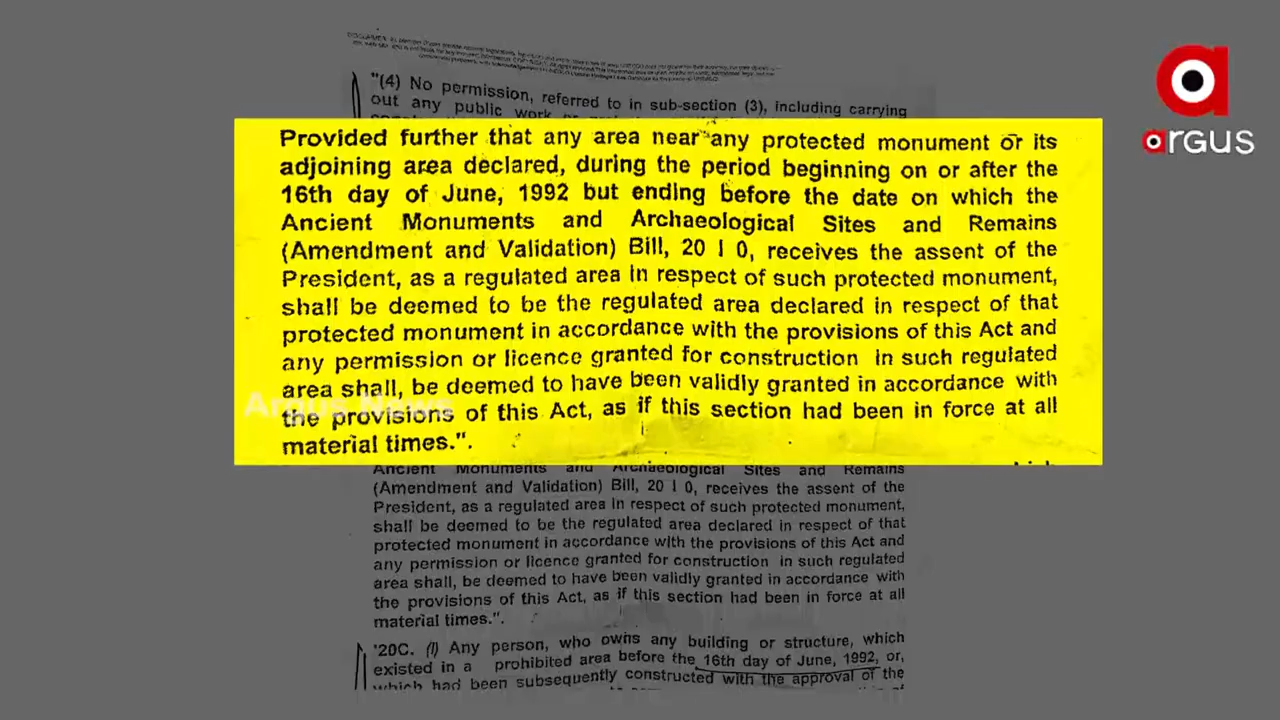 "(4) No permission, referred to in sub-section (3), including carrying
out any public work or
Provided further that any area near any protected monument or its
adjoining area declared, during the period beginning on or after the
16th day of June, 1992 but ending before the date on which the
Ancient Monuments and Archaeological Sites and Remains
(Amendment and Validation) Bill, 20 l 0, receives the assent of the
President, as a regulated area in respect of such protected monument,
shall be deemed to be the regulated area declared in respect of that
protected monument in accordance with the provisions of this Act and
any permission or licence granted for construction in such regulated
area shall, be deemed to have been validly granted in accordance with
the provisions of this Act, as if this section had been in force at all
material times.".
Argus News
Ancient Monuments and Archaeological Sites and Remains
(Amendment and Validation) Bill, 20 l 0, receives the assent of the
President, as a regulated area in respect of such protected monument,
shall be deemed to be the regulated area declared in respect of that
protected monument in accordance with the provisions of this Act and
any permission or licence granted for construction in such regulated
area shall, be deemed to have been validly granted in accordance with
the provisions of this Act, as if this section had been in force at all
material times.".
'20C. (l) Any person, who owns any building or structure, which
existed in a prohibited area before the 16th day of June, 1992, or,
which had been subsequently constructed with the approval of the
a
argus